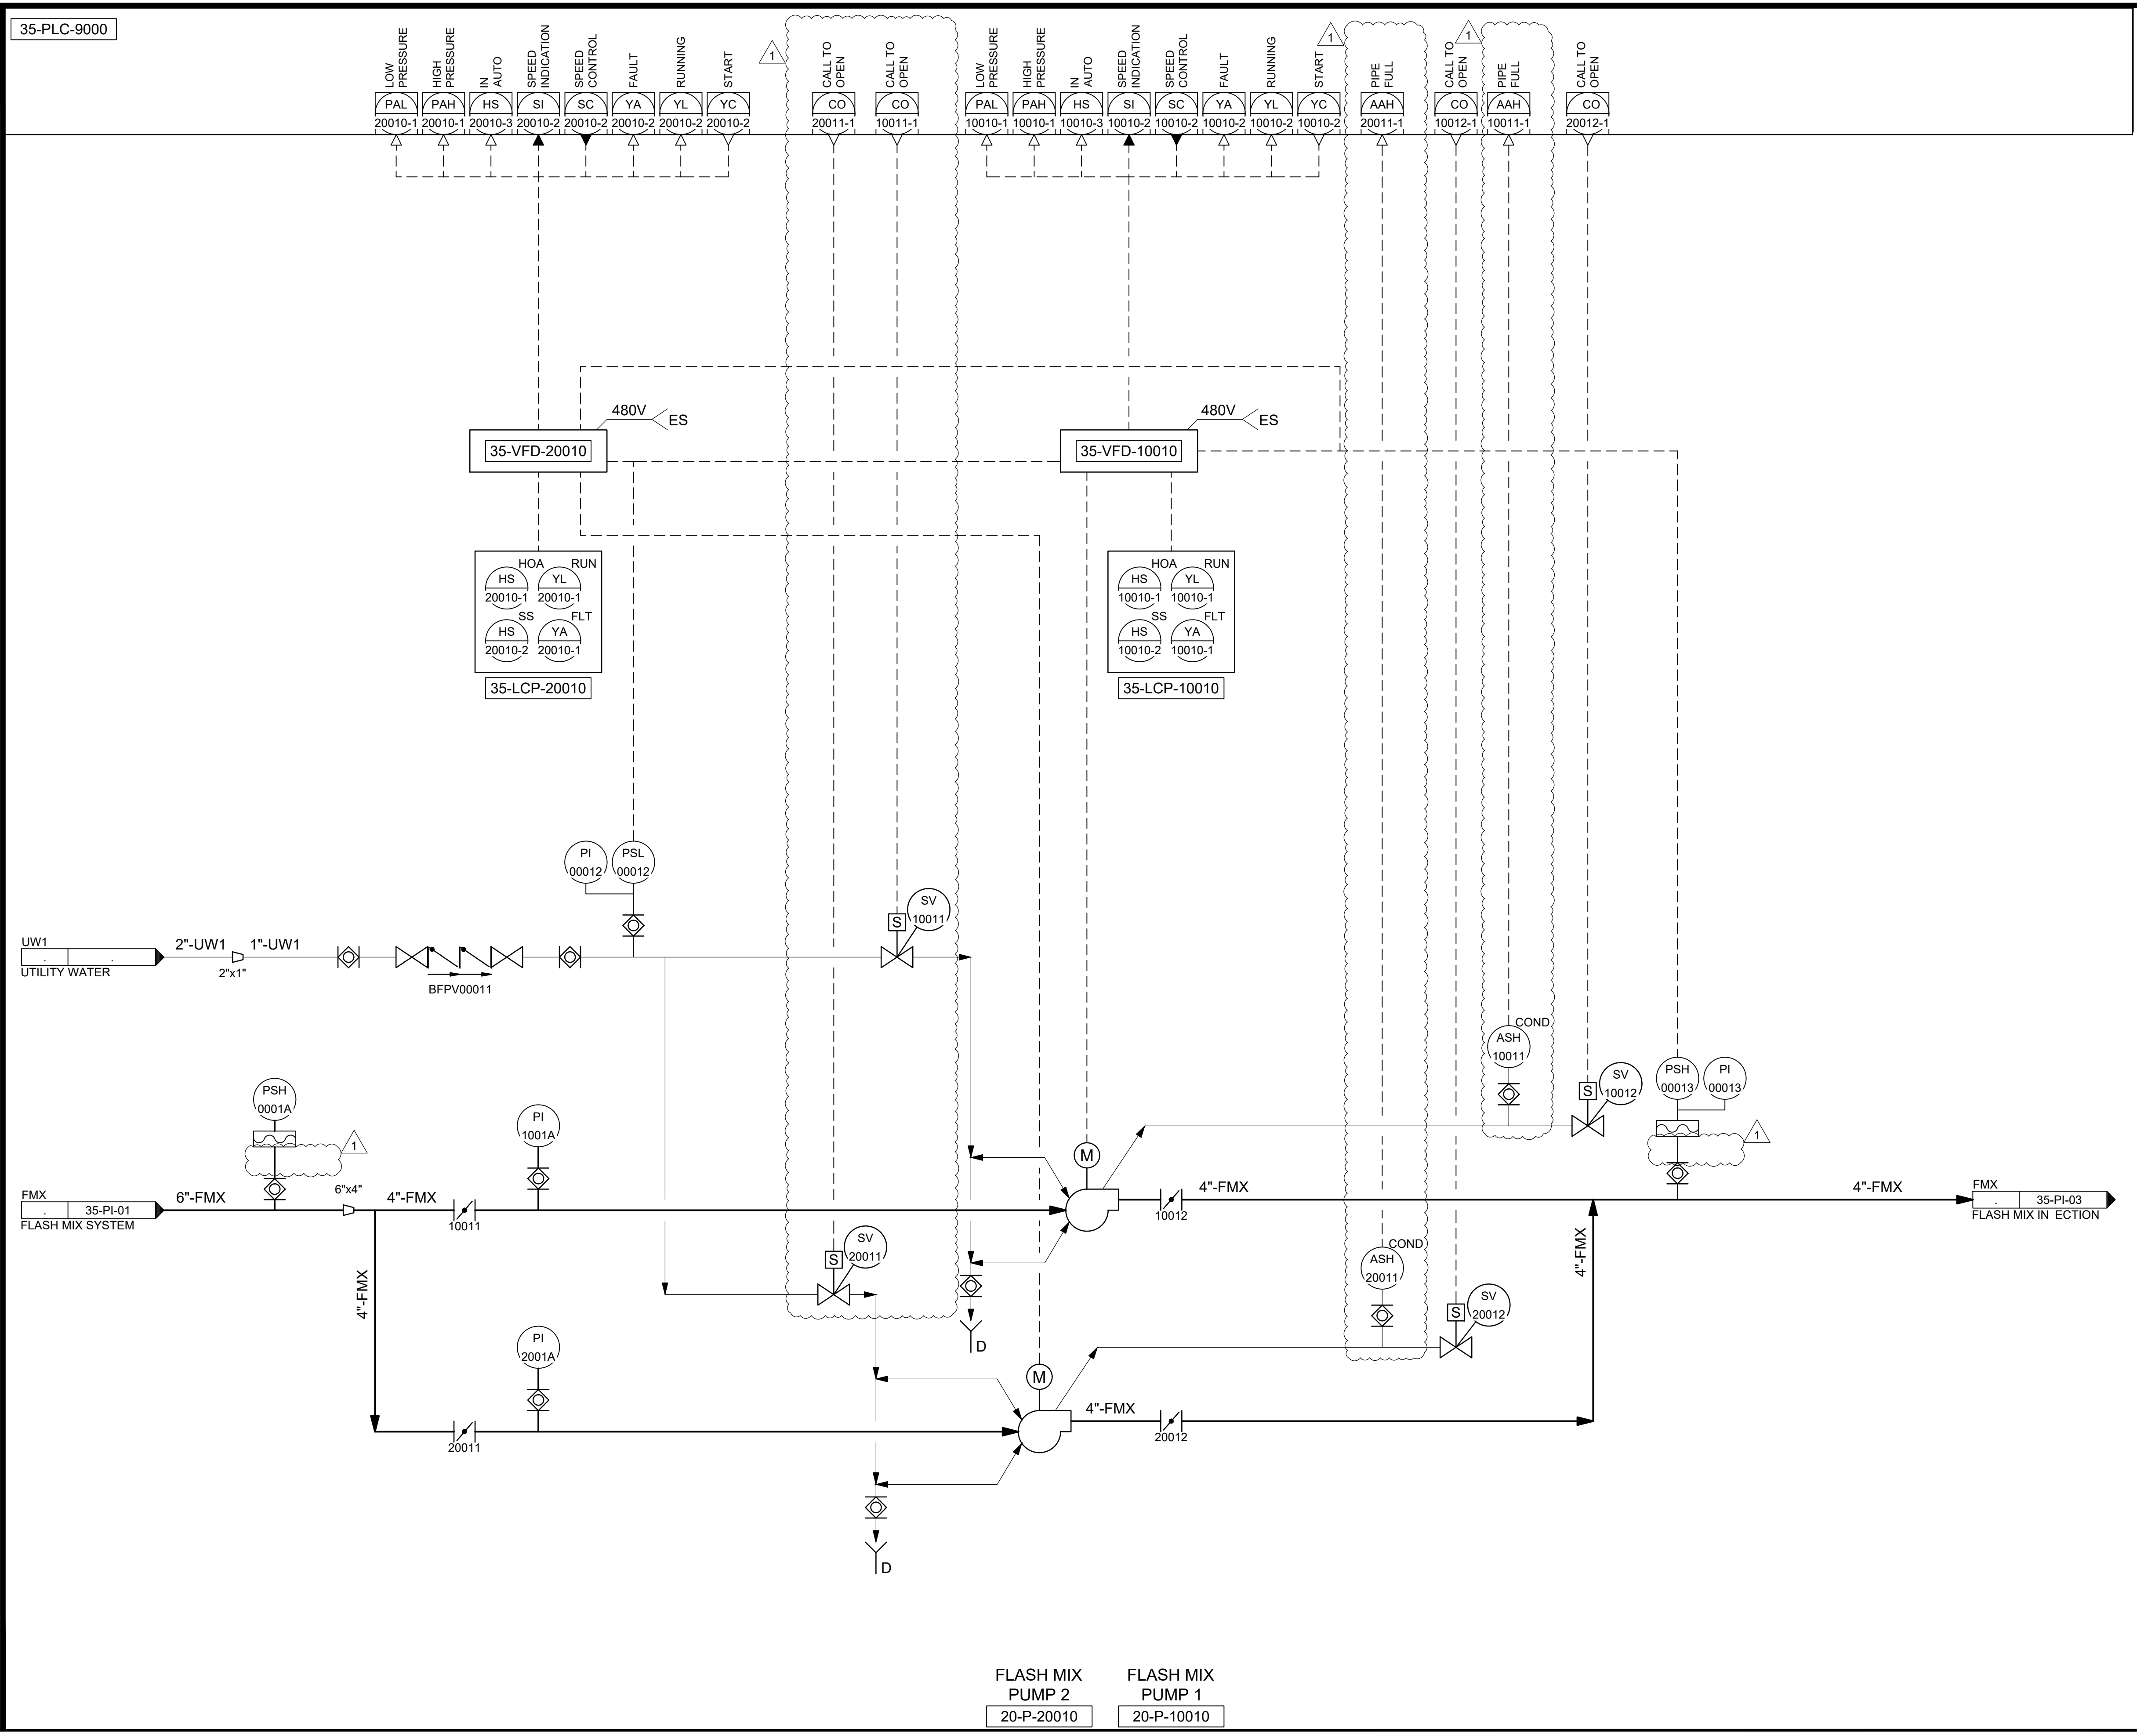 35-PLC-9000
LOW
PRESSURE
HIGH
PRESSURE
IN
AUTO
SPEED
INDICATION
SPEED
CONTROL
FAULT
RUNNING
START
1
CALL TO
OPEN
CALL TO
OPEN
LOW
PRESSURE
HIGH
PRESSURE
IN
AUTO
SPEED
INDICATION
SPEED
CONTROL
FAULT
RUNNING
START
1
PIPE
FULL
CALL TO
OPEN
1
PIPE
FULL
CALL TO
OPEN
PAL
20010-1
PAH
20010-1
HS
20010-3
SI
20010-2
SC
20010-2
YA
20010-2
YL
20010-2
YC
20010-2
CO
20011-1
CO
10011-1
PAL
10010-1
PAH
10010-1
HS
10010-3
SI
10010-2
SC
10010-2
YA
10010-2
YL
10010-2
YC
10010-2
AAH
20011-1
CO
10012-1
AAH
10011-1
CO
20012-1
480V
ES
35-VFD-20010
480V
ES
35-VFD-10010
HOA
RUN
HS
20010-1
YL
20010-1
SS
FLT
HS
20010-2
YA
20010-1
35-LCP-20010
HOA
RUN
HS
10010-1
YL
10010-1
SS
FLT
HS
10010-2
YA
10010-1
35-LCP-10010
PI
00012
PSL
00012
SV
10011
S
UW1
. .
UTILITY WATER
2"-UW1
2"x1"
1"-UW1
BFPV00011
COND
ASH
10011
SV
10012
S
PSH
00013
PI
00013
1
PSH
0001A
1
PI
1001A
M
FMX
. 35-PI-01
FLASH MIX SYSTEM
6"-FMX
6"x4"
4"-FMX
10011
4"-FMX
10012
4"-FMX
FMX
. 35-PI-03
FLASH MIX IN ECTION
SV
20011
S
COND
ASH
20011
SV
20012
S
4"-FMX
4"-FMX
D
PI
2001A
M
20011
4"-FMX
20012
D
FLASH MIX
PUMP 2
20-P-20010
FLASH MIX
PUMP 1
20-P-10010